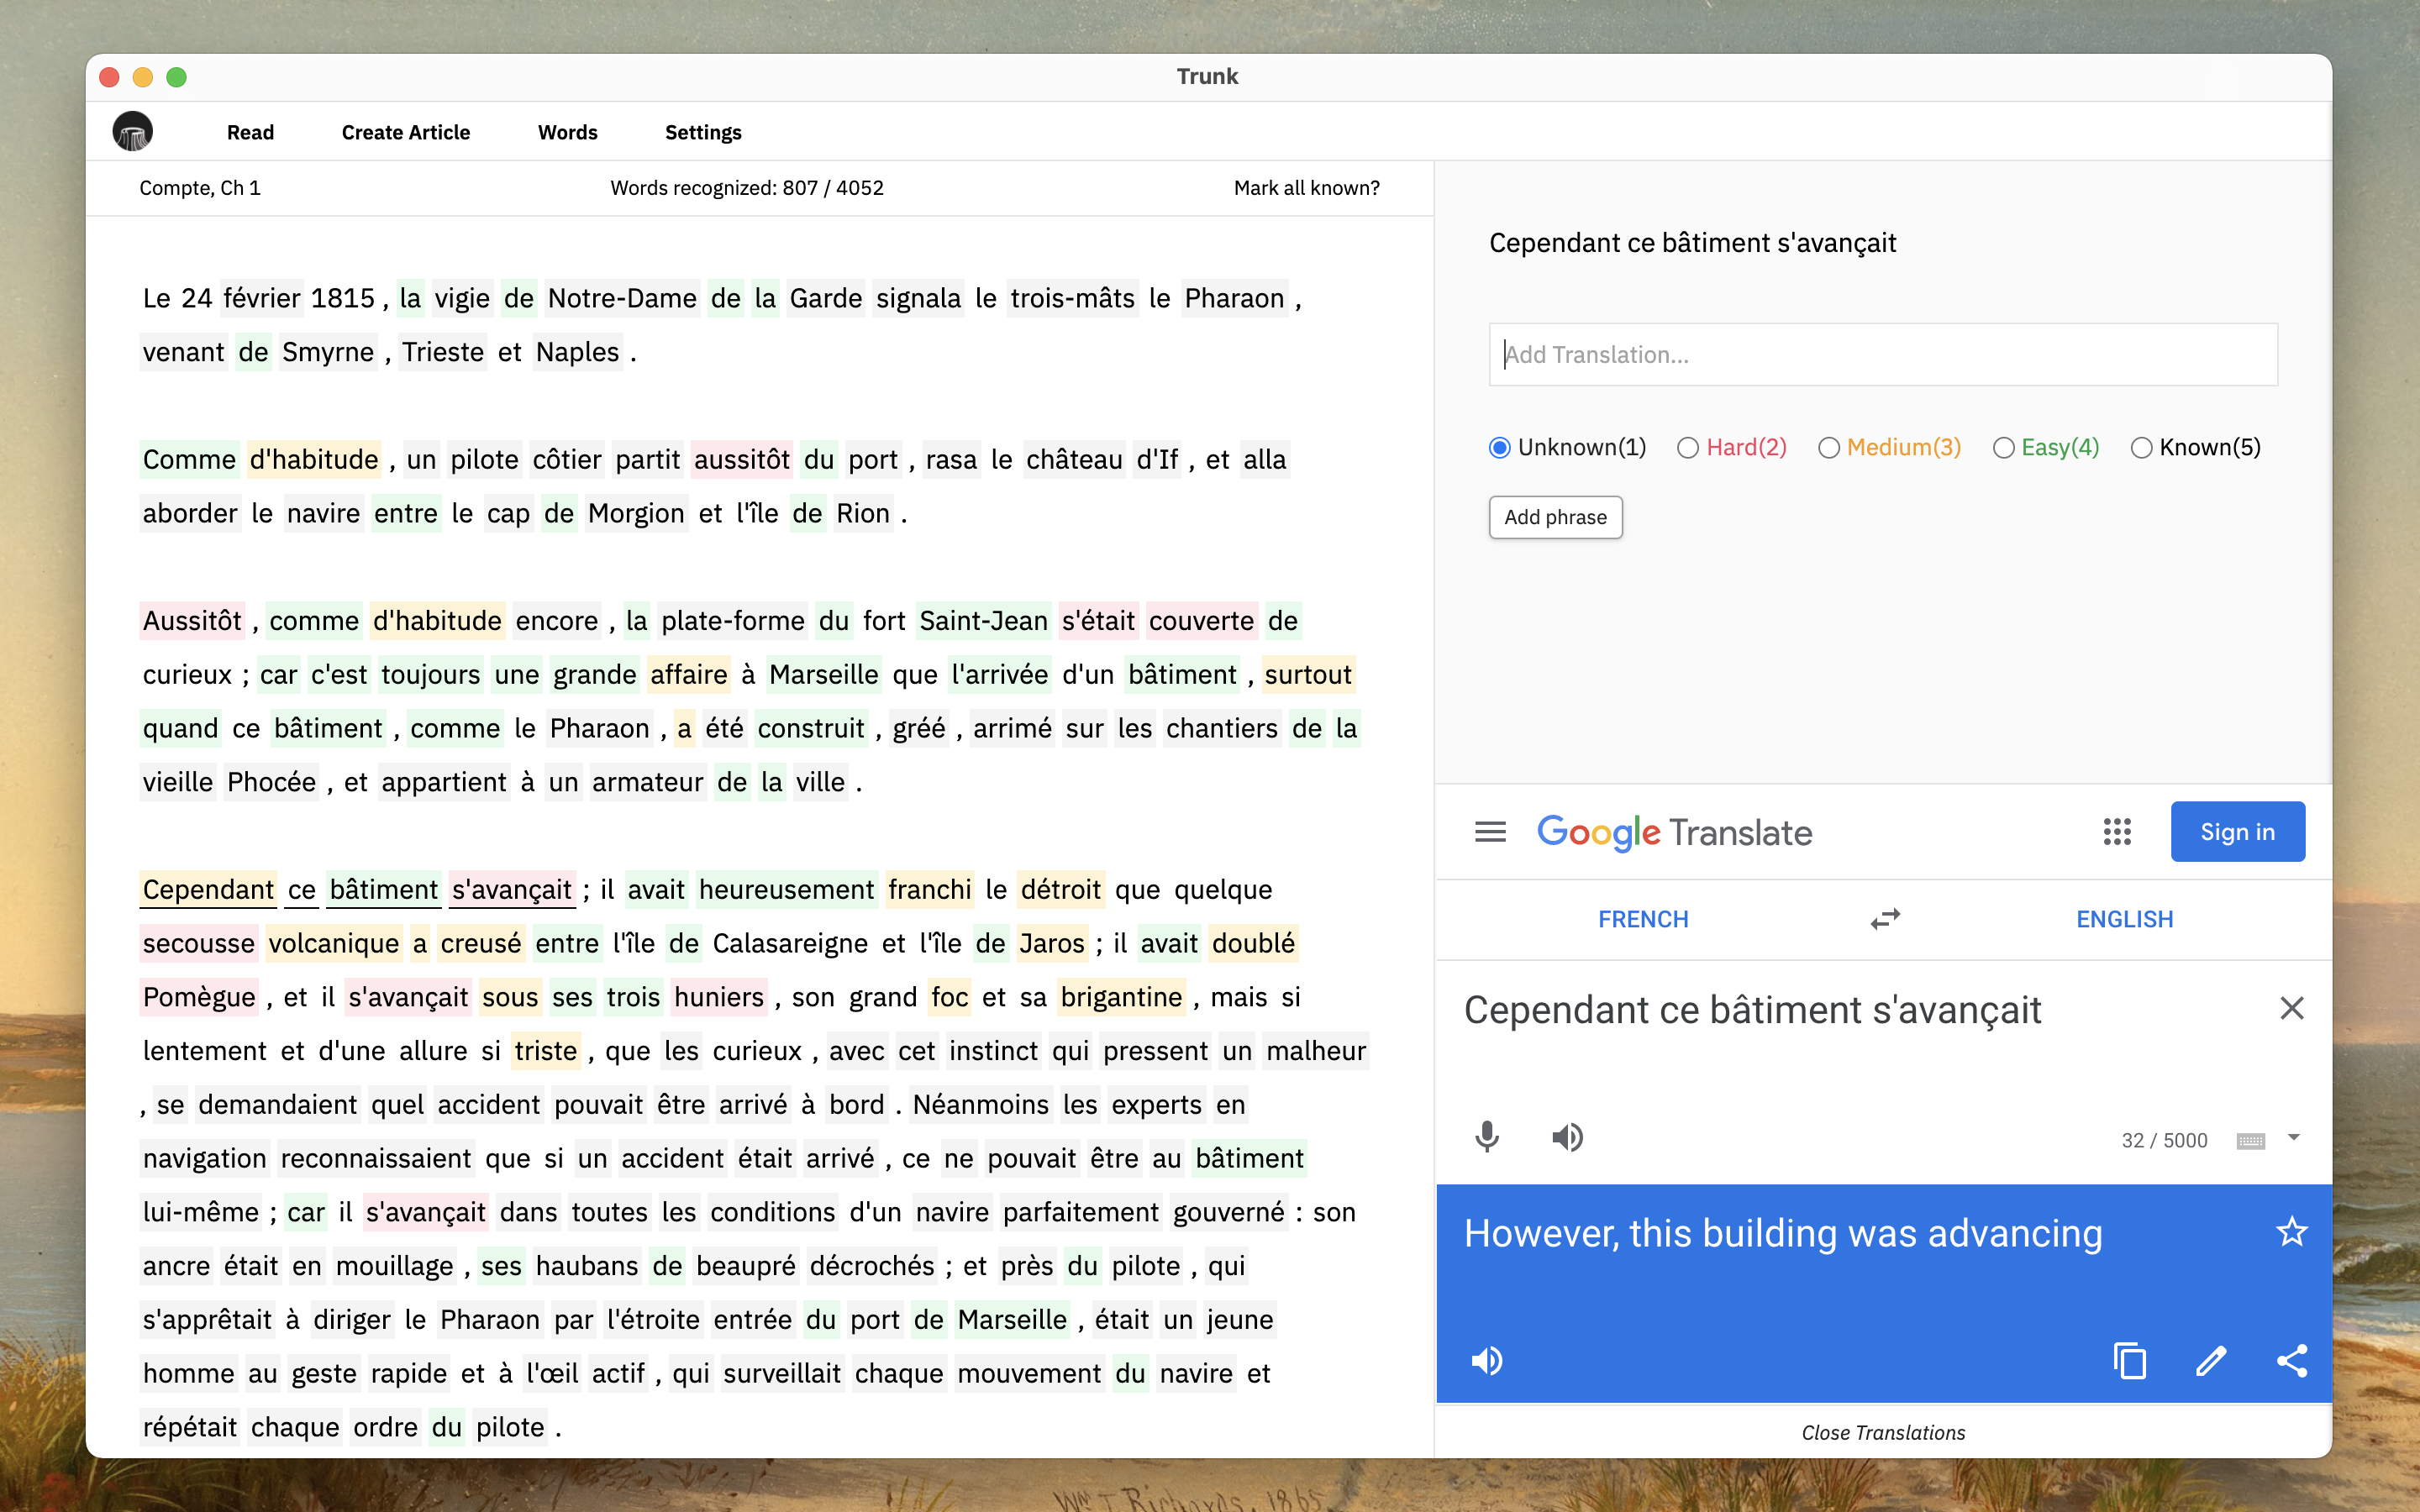 Trunk
Read Create Article Words Settings
Compte, Ch 1 Words recognized: 807 / 4052 Mark all known?
Le 24 février 1815 , la vigie de Notre-Dame de la Garde signala le trois-mâts le Pharaon ,
venant de Smyrne , Trieste et Naples .
Comme d'habitude , un pilote côtier partit aussitôt du port , rasa le château d'If , et alla
aborder le navire entre le cap de Morgion et l'île de Rion .
Aussitôt , comme d'habitude encore , la plate-forme du fort Saint-Jean s'était couverte de
curieux ; car c'est toujours une grande affaire à Marseille que l'arrivée d'un bâtiment , surtout
quand ce bâtiment , comme le Pharaon , a été construit , gréé , arrimé sur les chantiers de la
vieille Phocée , et appartient à un armateur de la ville .
Cependant ce bâtiment s'avançait ; il avait heureusement franchi le détroit que quelque
secousse volcanique a creusé entre l'île de Calasareigne et l'île de Jaros ; il avait doublé
Pomègue , et il s'avançait sous ses trois huniers , son grand foc et sa brigantine , mais si
lentement et d'une allure si triste , que les curieux , avec cet instinct qui pressent un malheur
, se demandaient quel accident pouvait être arrivé à bord . Néanmoins les experts en
navigation reconnaissaient que si un accident était arrivé , ce ne pouvait être au bâtiment
lui-même ; car il s'avançait dans toutes les conditions d'un navire parfaitement gouverné : son
ancre était en mouillage , ses haubans de beaupré décrochés ; et près du pilote , qui
s'apprêtait à diriger le Pharaon par l'étroite entrée du port de Marseille , était un jeune
homme au geste rapide et à l'œil actif , qui surveillait chaque mouvement du navire et
répétait chaque ordre du pilote .
Cependant ce bâtiment s'avançait
Add Translation...
Unknown(1) Hard(2) Medium(3) Easy(4) Known(5)
Add phrase
Google Translate Sign in
FRENCH ENGLISH
Cependant ce bâtiment s'avançait
32 / 5000
However, this building was advancing
Close Translations
Wm T Richards. 1865